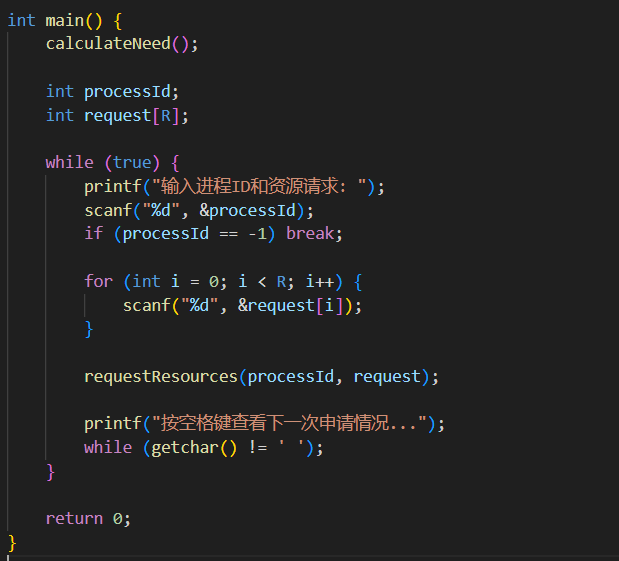 int main() {
    calculateNeed();
    int processId;
    int request[R];
    while (true) {
        printf("输入进程ID和资源请求: ");
        scanf("%d", &processId);
        if (processId == -1) break;
        for (int i = 0; i < R; i++) {
            scanf("%d", &request[i]);
        }
        requestResources(processId, request);
        printf("按空格键查看下一次申请情况...");
        while (getchar() != ' ');
    }
    return 0;
}